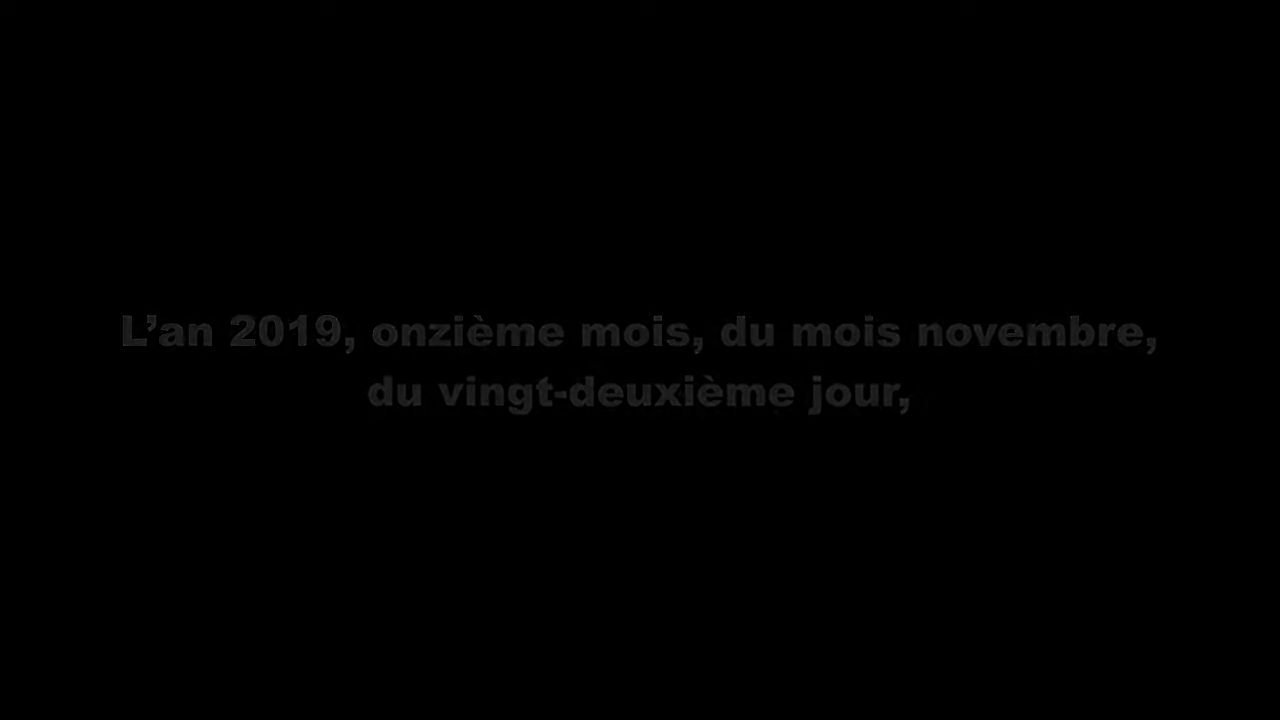 L’an 2019, onzième mois, du mois novembre,
du vingt-deuxième jour,